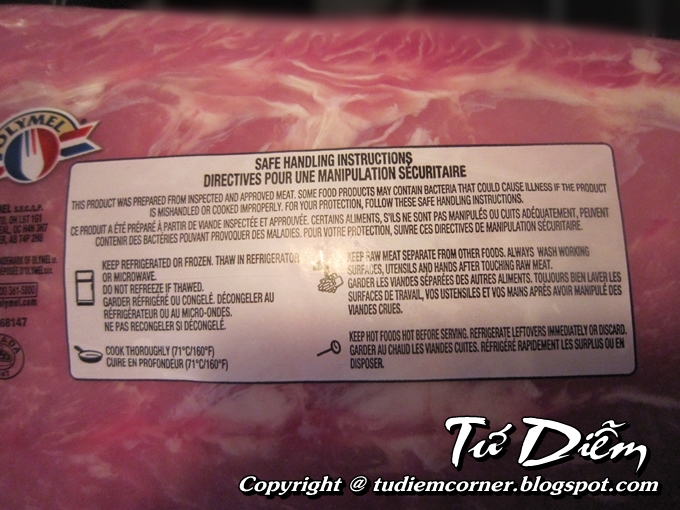 OLYMEL
MEL S.E.C./L.P.
SAFE HANDLING INSTRUCTIONS
DIRECTIVES POUR UNE MANIPULATION SÉCURITAIRE
THIS PRODUCT WAS PREPARED FROM INSPECTED AND APPROVED MEAT. SOME FOOD PRODUCTS MAY CONTAIN BACTERIA THAT COULD CAUSE ILLNESS IF THE PRODUCT
IS MISHANDLED OR COOKED IMPROPERLY. FOR YOUR PROTECTION, FOLLOW THESE SAFE HANDLING INSTRUCTIONS.
CE PRODUIT A ÉTÉ PRÉPARÉ À PARTIR DE VIANDE INSPECTÉE ET APPROUVÉE. CERTAINS ALIMENTS, S'ILS NE SONT PAS MANIPULÉS OU CUITS ADÉQUATEMENT, PEUVENT
CONTENIR DES BACTÉRIES POUVANT PROVOQUER DES MALADIES. POUR VOTRE PROTECTION, SUIVRE CES DIRECTIVES DE MANIPULATION SÉCURITAIRE.
KEEP REFRIGERATED OR FROZEN. THAW IN REFRIGERATOR
OR MICROWAVE.
DO NOT REFREEZE IF THAWED.
GARDER RÉFRIGÉRÉ OU CONGELÉ. DÉCONGELER AU
RÉFRIGÉRATEUR OU AU MICRO-ONDES.
NE PAS RECONGELER SI DÉCONGELÉ.
COOK THOROUGHLY (71°C/160°F)
CUIRE EN PROFONDEUR (71°C/160°F)
KEEP RAW MEAT SEPARATE FROM OTHER FOODS. ALWAYS WASH WORKING
SURFACES, UTENSILS AND HANDS AFTER TOUCHING RAW MEAT.
GARDER LES VIANDES SÉPARÉES DES AUTRES ALIMENTS. TOUJOURS BIEN LAVER LES
SURFACES DE TRAVAIL, VOS USTENSILES ET VOS MAINS APRÈS AVOIR MANIPULÉ DES
VIANDES CRUES.
KEEP HOT FOODS HOT BEFORE SERVING. REFRIGERATE LEFTOVERS IMMEDIATELY OR DISCARD.
GARDER AU CHAUD LES VIANDES CUITES. RÉFRIGÉRÉ RAPIDEMENT LES SURPLUS OU EN
DISPOSER.
68147
Tứ Diễm
Copyright @ tudiemcorner.blogspot.com